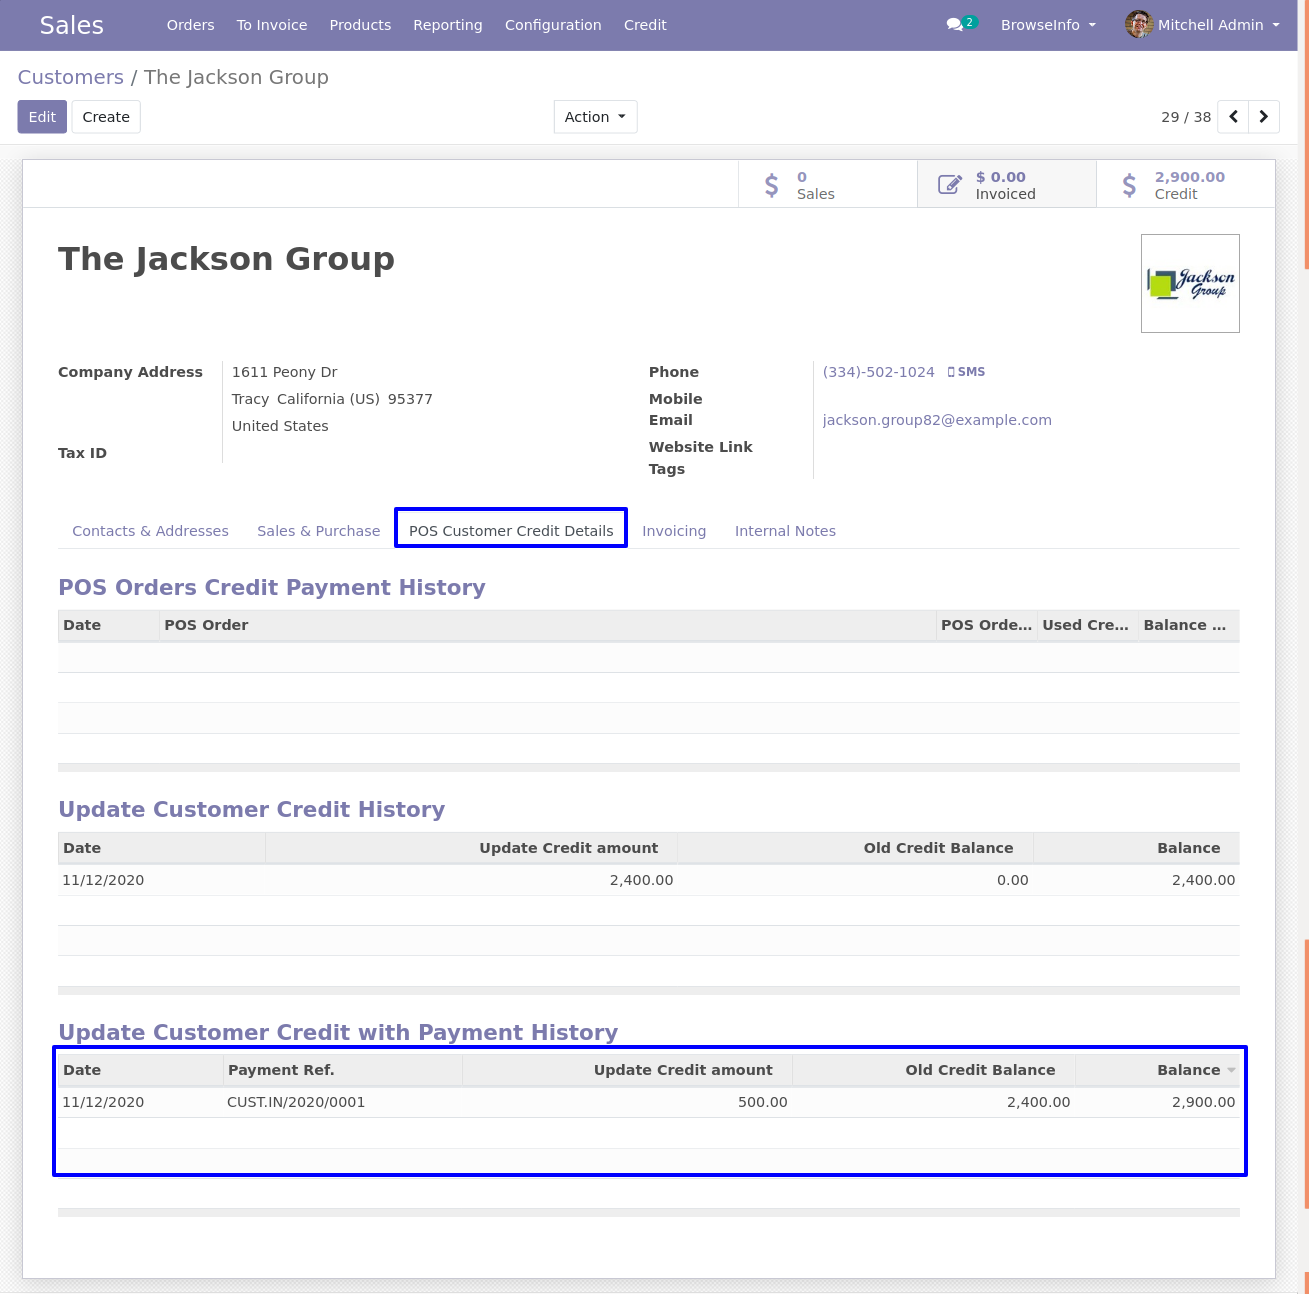 Sales Orders To Invoice Products Reporting Configuration Credit 2 BrowseInfo Mitchell Admin
Customers / The Jackson Group
Edit Create Action 29 / 38
0 $ 0.00 2,900.00
Sales Invoiced Credit
The Jackson Group
Jackson
Group
Company Address 1611 Peony Dr Phone (334)-502-1024 SMS
Tracy California (US) 95377 Mobile
United States Email jackson.group82@example.com
Tax ID Website Link
Tags
Contacts & Addresses Sales & Purchase POS Customer Credit Details Invoicing Internal Notes
POS Orders Credit Payment History
Date POS Order POS Orde... Used Cre... Balance ...
Update Customer Credit History
Date Update Credit amount Old Credit Balance Balance
11/12/2020 2,400.00 0.00 2,400.00
Update Customer Credit with Payment History
Date Payment Ref. Update Credit amount Old Credit Balance Balance
11/12/2020 CUST.IN/2020/0001 500.00 2,400.00 2,900.00